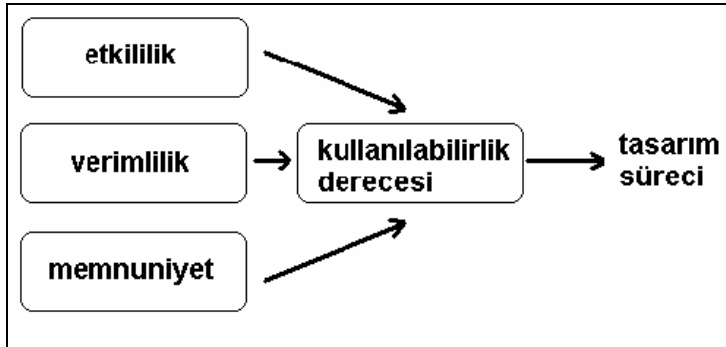 etkililik
verimlilik
memnuniyet
kullanılabilirlik
derecesi
tasarım
süreci